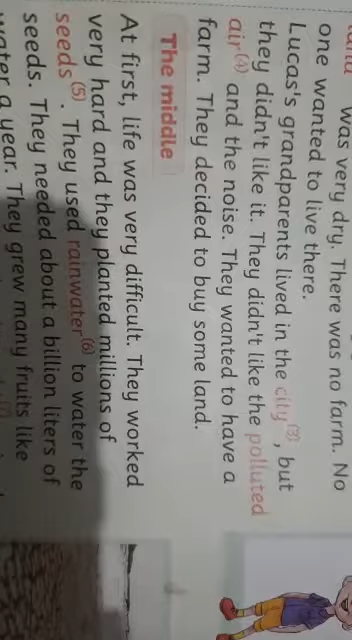 was very dry. There was no farm. No
one wanted to live there.
Lucas's grandparents lived in the city(3), but
they didn't like it. They didn't like the polluted
air(4) and the noise. They wanted to have a
farm. They decided to buy some land.
The middle
At first, life was very difficult. They worked
very hard and they planted millions of
seeds(5). They used rainwater(6) to water the
seeds. They needed about a billion liters of
water a year. They grew many fruits like